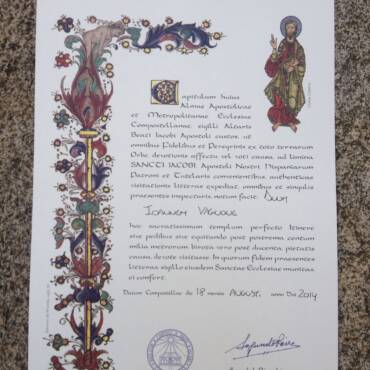 Capitulum huius
Almae Apostolicae
et Metropolitanae Ecclesiae
Compostellanae, sigilli Altaris
Beati Iacobi Apostoli custos, ut
omnibus Fidelibus et Peregrinis ex toto terrarum
Orbe, devotionis affectu vel voti causa, ad limina
SANCTI IACOBI, Apostoli Nostri, Hispaniarum
Patroni et Tutelaris convenientibus, authenticas
visitationis litteras expediat, omnibus et singulis
praesentes inspecturis, notum facit: Dnum
hoc sacratissimum templum, perfecto Itinere
sive pedibus sive equitando post postrema centum
milia metrorum, birota vero post ducenta, pietatis
causa, devote visitasse. In quorum fidem praesentes
litteras, sigillo eiusdem Sanctae Ecclesiae munitas,
ei confert.
Datum Compostellae die 18 mensis AUGUSTI, anno Dni 2014